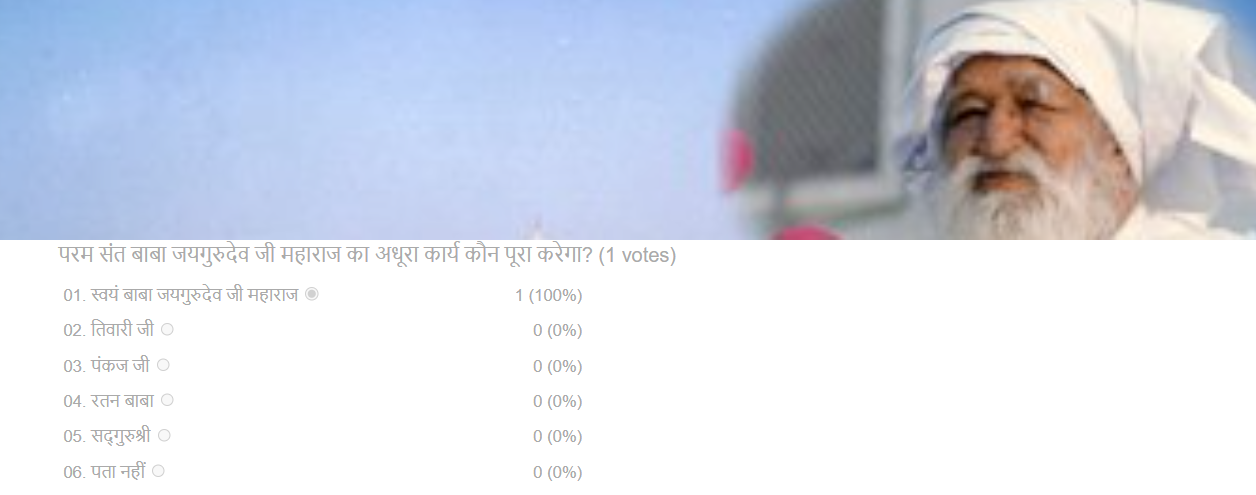 परम संत बाबा जयगुरुदेव जी महाराज का अधूरा कार्य कौन पूरा करेगा? (1 votes)
01. स्वयं बाबा जयगुरुदेव जी महाराज 1 (100%)
02. तिवारी जी 0 (0%)
03. पंकज जी 0 (0%)
04. रतन बाबा 0 (0%)
05. सद्‌गुरुश्री 0 (0%)
06. पता नहीं 0 (0%)